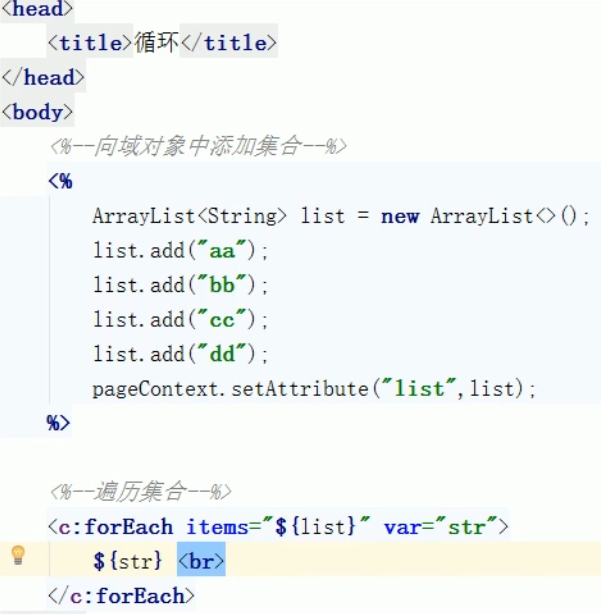 <head>
<title>循环</title>
</head>
<body>
<%--向域对象中添加集合--%>
<%
ArrayList<String> list = new ArrayList<>();
list.add("aa");
list.add("bb");
list.add("cc");
list.add("dd");
pageContext.setAttribute("list",list);
%>
<%--遍历集合--%>
<c:forEach items="${list}" var="str">
${str} <br>
</c:forEach>